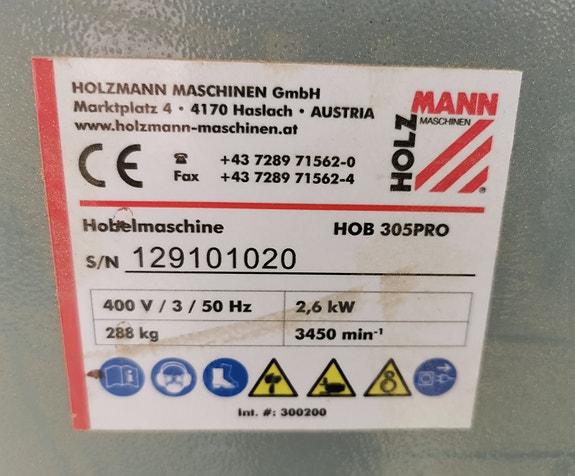 HOLZMANN MASCHINEN GmbH
Marktplatz 4 · 4170 Haslach · AUSTRIA
www.holzmann-maschinen.at
HOLZ
MANN
MASCHINEN
®
CE
☎ +43 7289 71562-0
Fax +43 7289 71562-4
Hobelmaschine HOB 305PRO
S/N 129101020
400 V / 3 / 50 Hz 2,6 kW
288 kg 3450 min⁻¹
Int. #: 300200